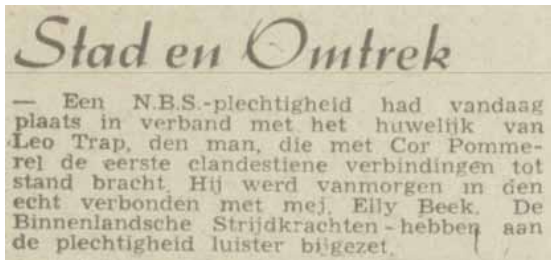 Stad en Omtrek
— Een N.B.S.-plechtigheid had vandaag
plaats in verband met het huwelijk van
Leo Trap, den man, die met Cor Pomme-
rel de eerste clandestiene verbindingen tot
stand bracht. Hij werd vanmorgen in den
echt verbonden met mej. Elly Beek. De
Binnenlandsche Strijdkrachten - hebben aan
de plechtigheid luister bijgezet.